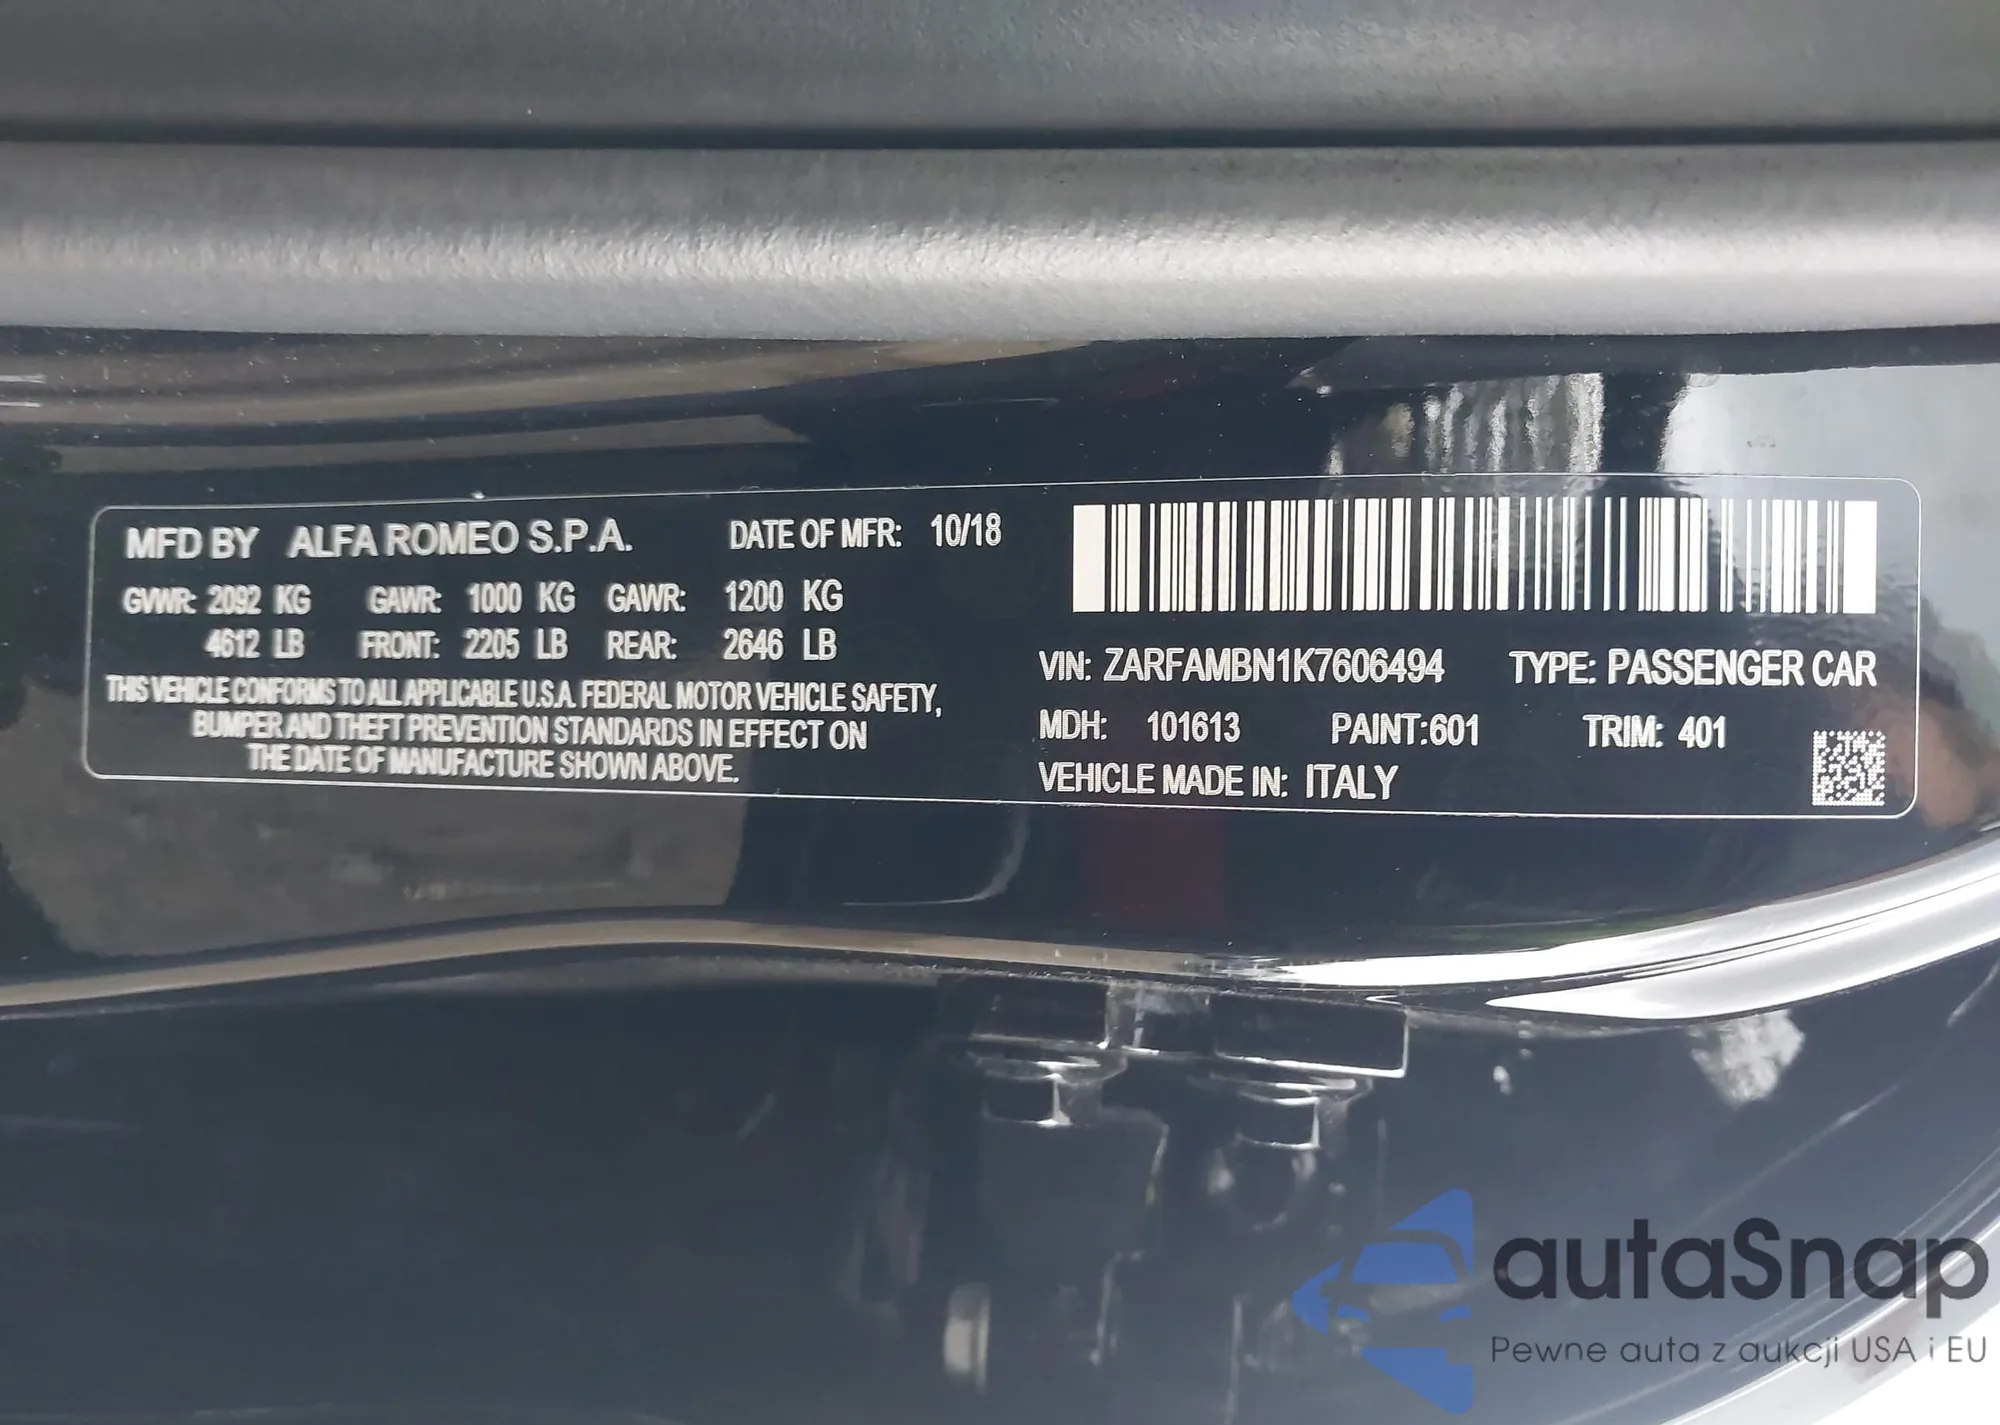 MFD BY ALFA ROMEO S.P.A. DATE OF MFR: 10/18
GVWR: 2092 KG GAWR: 1000 KG GAWR: 1200 KG
4612 LB FRONT: 2205 LB REAR: 2646 LB
THIS VEHICLE CONFORMS TO ALL APPLICABLE U.S.A. FEDERAL MOTOR VEHICLE SAFETY,
BUMPER AND THEFT PREVENTION STANDARDS IN EFFECT ON
THE DATE OF MANUFACTURE SHOWN ABOVE.
VIN: ZARFAMBN1K7606494 TYPE: PASSENGER CAR
MDH: 101613 PAINT:601 TRIM: 401
VEHICLE MADE IN: ITALY
autaSnap
Pewne auta z aukcji USA i EU